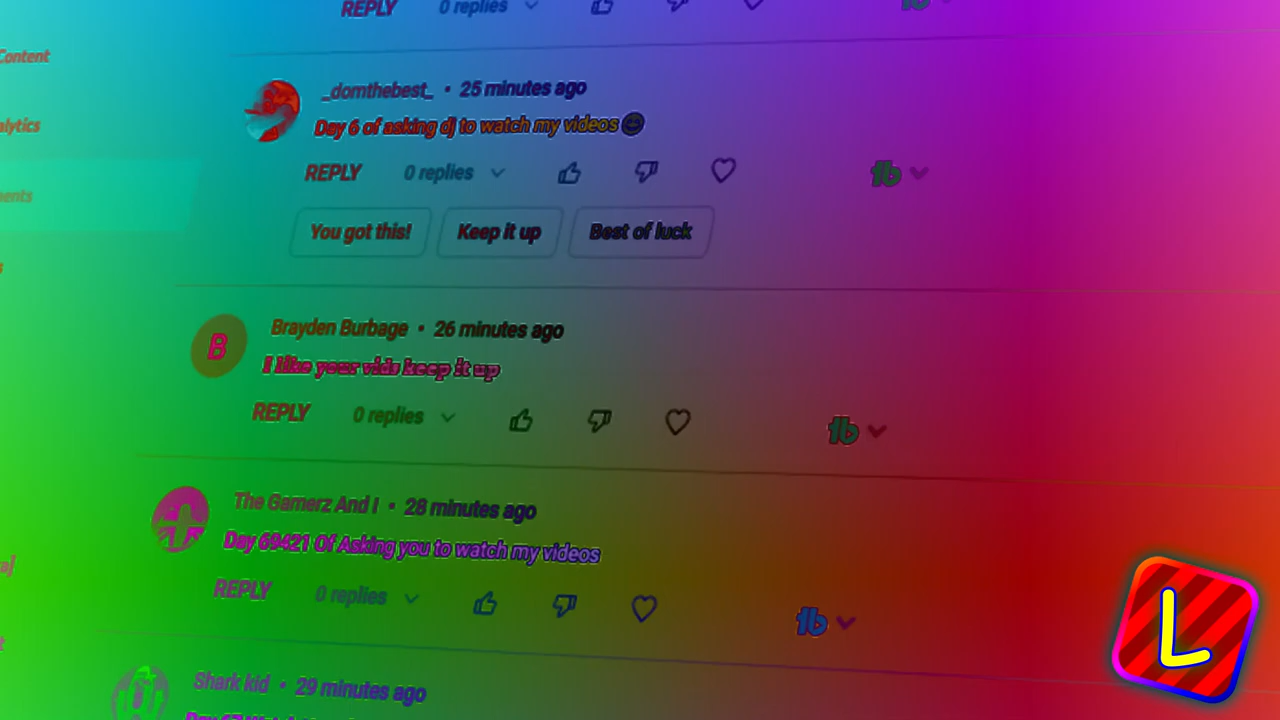 REPLY 0 replies
Content
_domthebest_ • 25 minutes ago
Day 6 of asking dj to watch my videos
REPLY 0 replies
You got this! Keep it up Best of luck
Brayden Burbage • 26 minutes ago
B
I like your vids keep it up
REPLY 0 replies
The Gamerz And I • 28 minutes ago
Day 69421 Of Asking you to watch my videos
REPLY 0 replies
L
Shark kid • 29 minutes ago